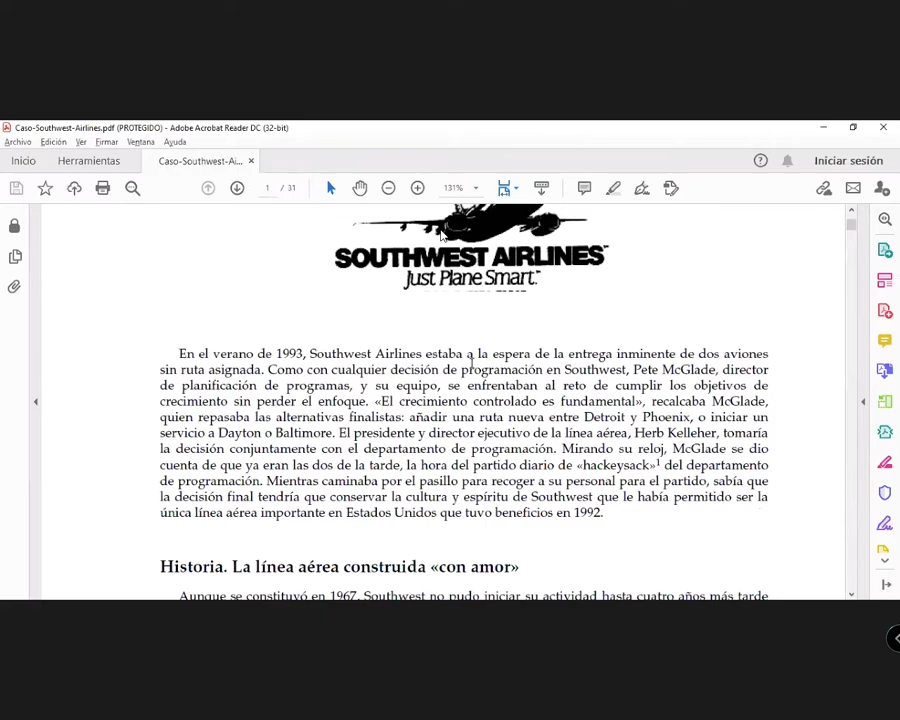 Caso-Southwest-Airlines.pdf (PROTEGIDO) - Adobe Acrobat Reader DC (32-bit)
Archivo Edición Ver Firmar Ventana Ayuda
Inicio Herramientas Caso-Southwest-Ai... × Iniciar sesión
1 / 31 131%
SOUTHWEST AIRLINES™
Just Plane Smart.™
En el verano de 1993, Southwest Airlines estaba a la espera de la entrega inminente de dos aviones
sin ruta asignada. Como con cualquier decisión de programación en Southwest, Pete McGlade, director
de planificación de programas, y su equipo, se enfrentaban al reto de cumplir los objetivos de
crecimiento sin perder el enfoque. «El crecimiento controlado es fundamental», recalcaba McGlade,
quien repasaba las alternativas finalistas: añadir una ruta nueva entre Detroit y Phoenix, o iniciar un
servicio a Dayton o Baltimore. El presidente y director ejecutivo de la línea aérea, Herb Kelleher, tomaría
la decisión conjuntamente con el departamento de programación. Mirando su reloj, McGlade se dio
cuenta de que ya eran las dos de la tarde, la hora del partido diario de «hackeysack»¹ del departamento
de programación. Mientras caminaba por el pasillo para recoger a su personal para el partido, sabía que
la decisión final tendría que conservar la cultura y espíritu de Southwest que le había permitido ser la
única línea aérea importante en Estados Unidos que tuvo beneficios en 1992.
Historia. La línea aérea construida «con amor»
Aunque se constituyó en 1967, Southwest no pudo iniciar su actividad hasta cuatro años más tarde